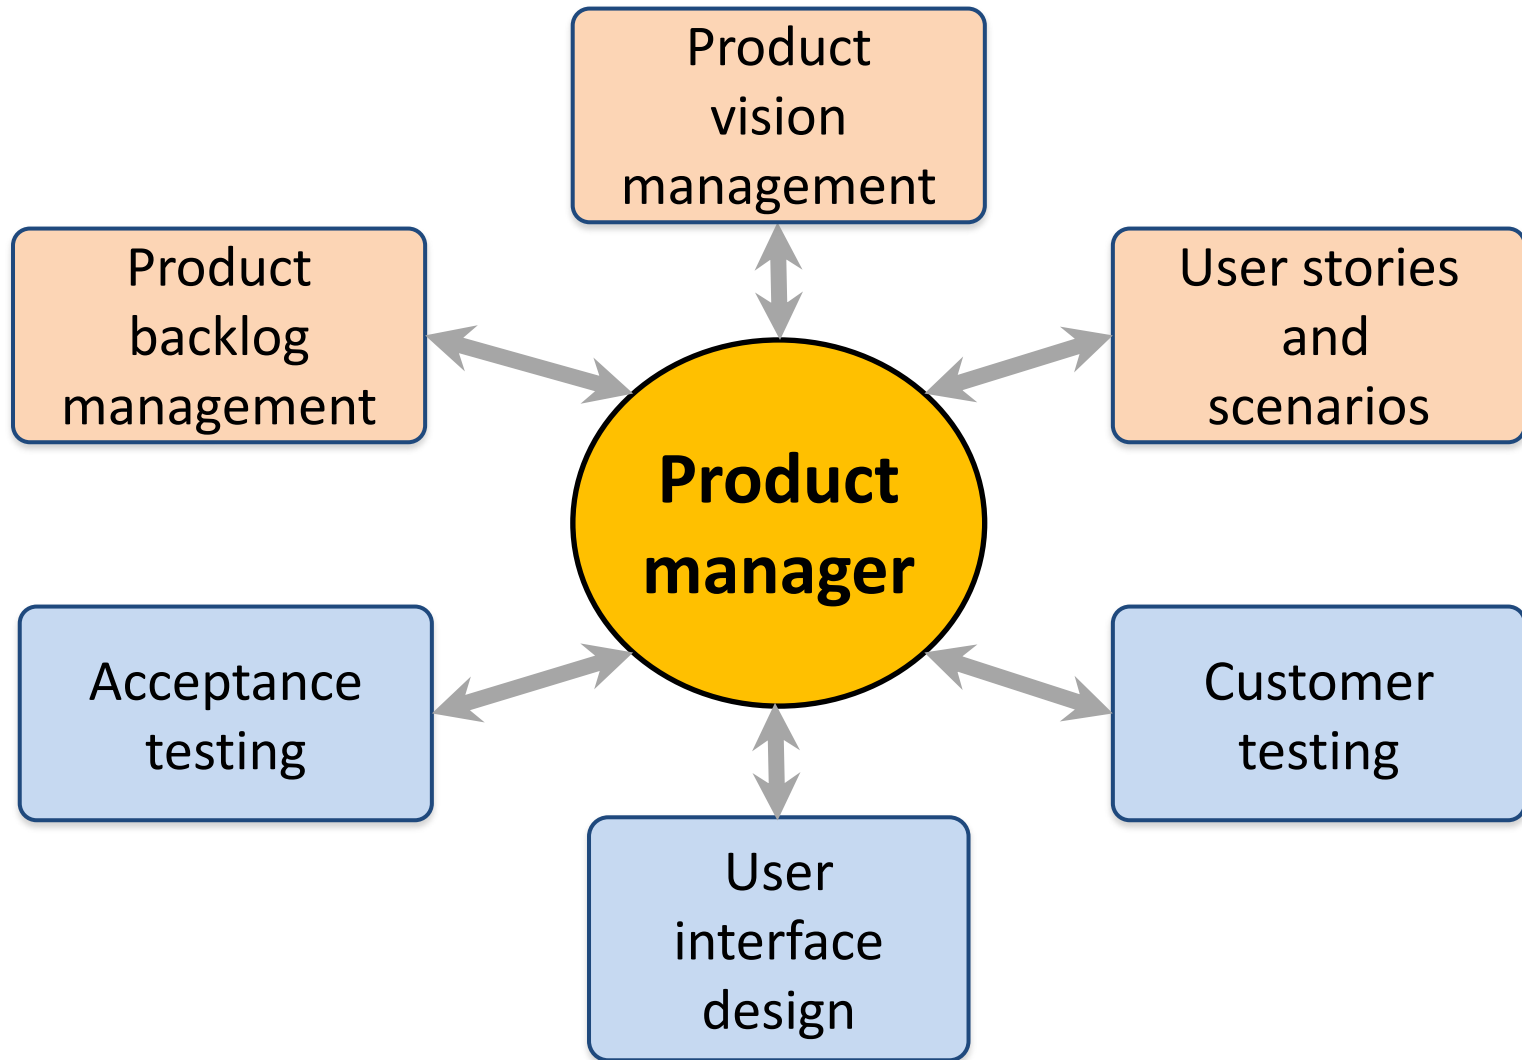 Product
vision
management
Product
backlog
management
User stories
and
scenarios
Product
manager
Acceptance
testing
Customer
testing
User
interface
design